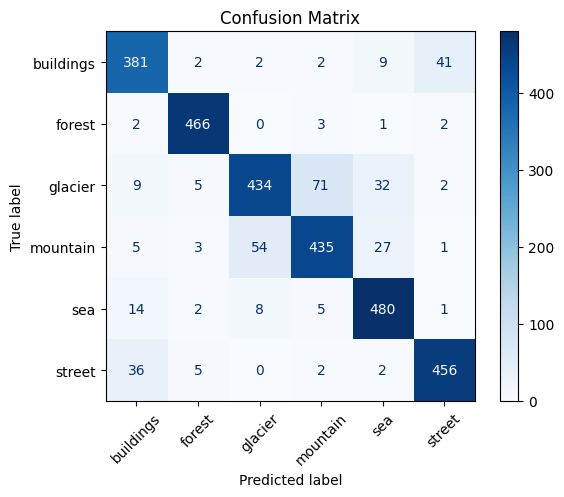 Confusion Matrix
True label
buildings 381 2 2 2 9 41
forest 2 466 0 3 1 2
glacier 9 5 434 71 32 2
mountain 5 3 54 435 27 1
sea 14 2 8 5 480 1
street 36 5 0 2 2 456
buildings forest glacier mountain sea street
Predicted label
400
300
200
100
0